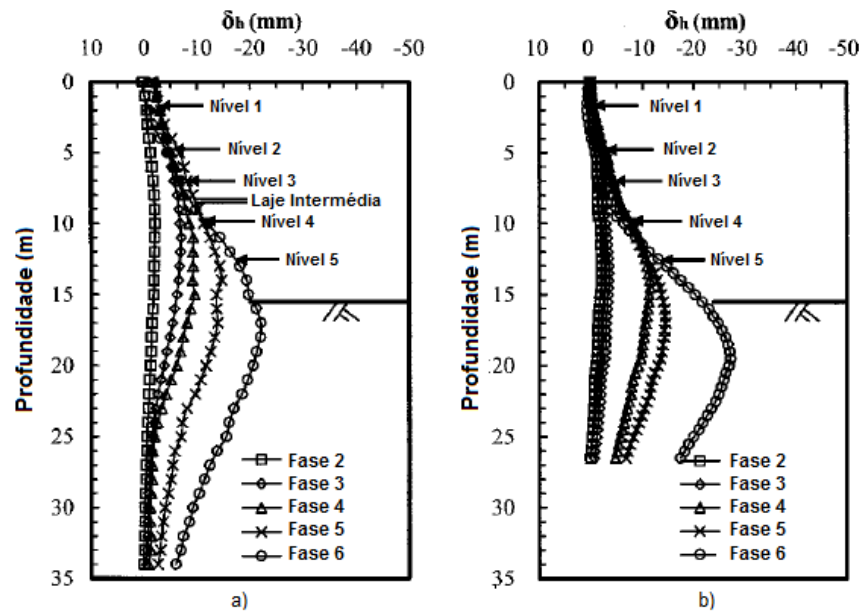 δh (mm)
10 0 -10 -20 -30 -40 -50
0
5
10
15
20
25
30
35
Profundidade (m)
Nível 1
Nível 2
Nível 3
Laje Intermédia
Nível 4
Nível 5
Fase 2
Fase 3
Fase 4
Fase 5
Fase 6
a)
δh (mm)
10 0 -10 -20 -30 -40 -50
0
5
10
15
20
25
30
35
Profundidade (m)
Nível 1
Nível 2
Nível 3
Nível 4
Nível 5
Fase 2
Fase 3
Fase 4
Fase 5
Fase 6
b)